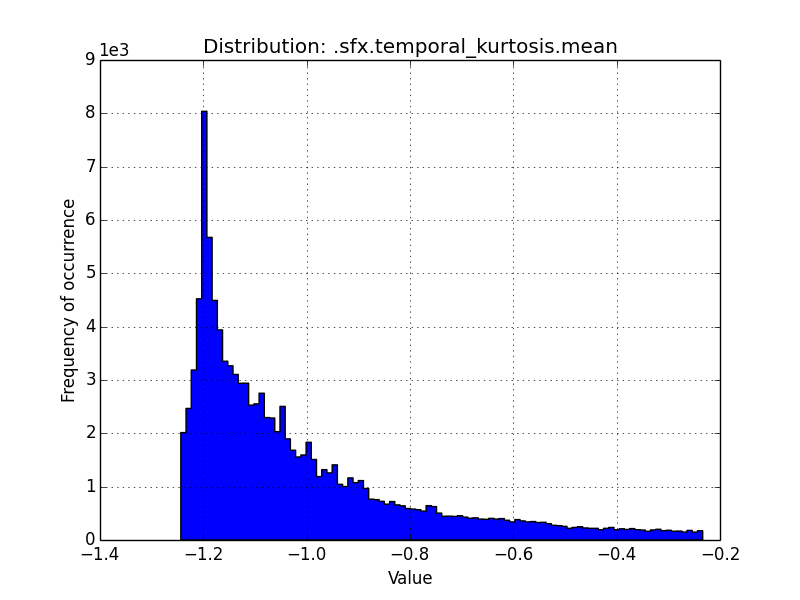 Distribution: .sfx.temporal_kurtosis.mean
1e3
9
8
7
6
5
4
3
2
1
0
Frequency of occurrence
−1.4 −1.2 −1.0 −0.8 −0.6 −0.4 −0.2
Value